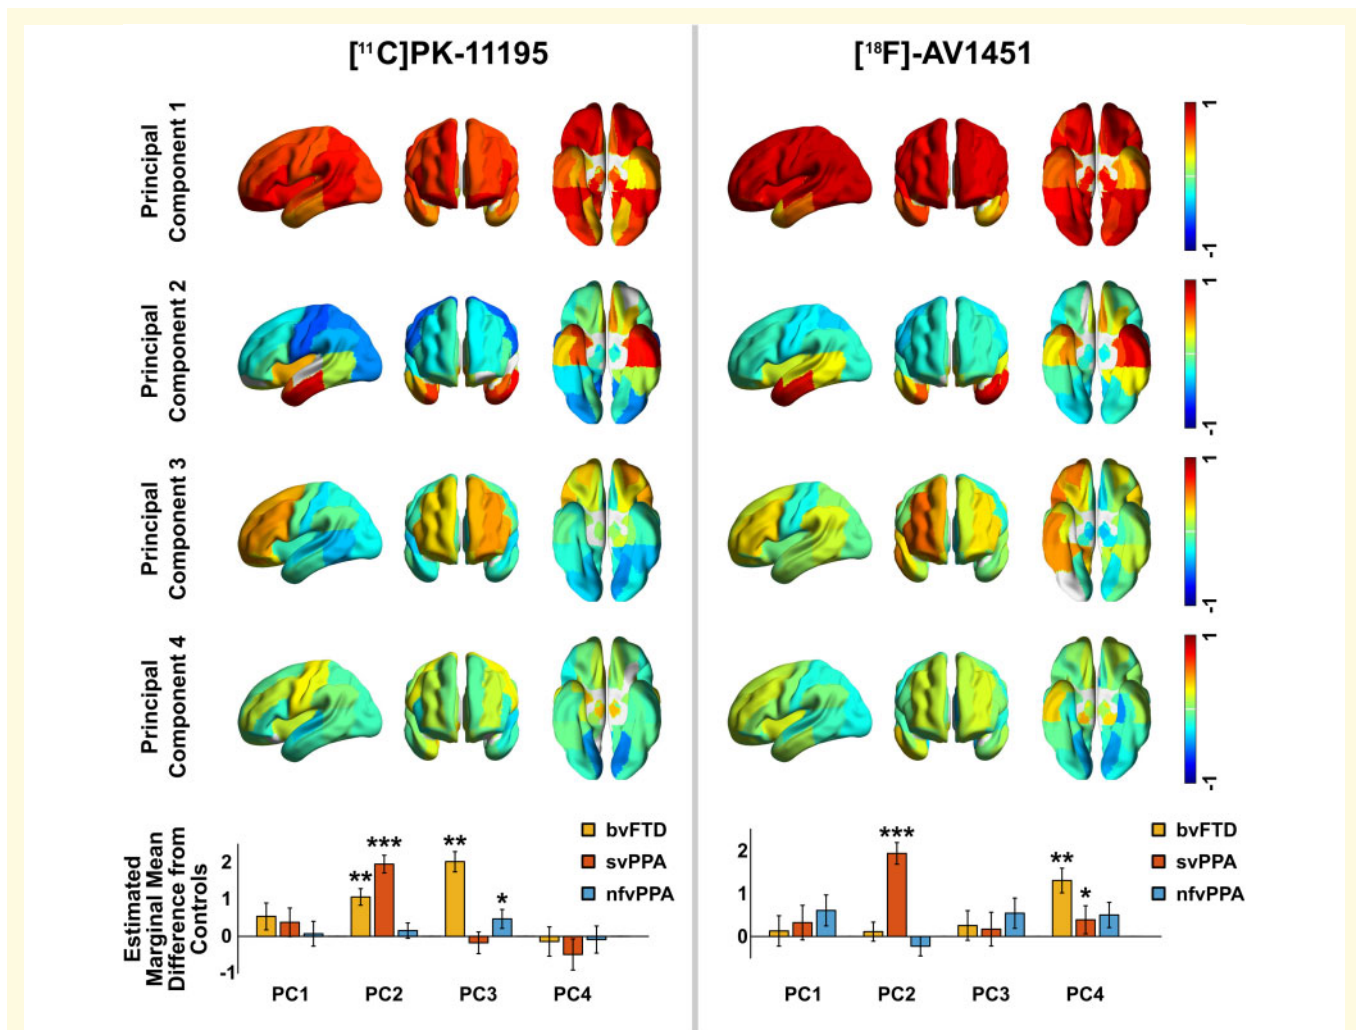 [¹¹C]PK-11195
[¹⁸F]-AV1451
Principal
Component 1
1
-1
Principal
Component 2
1
-1
Principal
Component 3
1
-1
Principal
Component 4
1
-1
Estimated
Marginal Mean
Difference from
Controls
2
1
0
-1
**
***
**
*
bvFTD
svPPA
nfvPPA
PC1 PC2 PC3 PC4
2
1
0
***
**
*
bvFTD
svPPA
nfvPPA
PC1 PC2 PC3 PC4